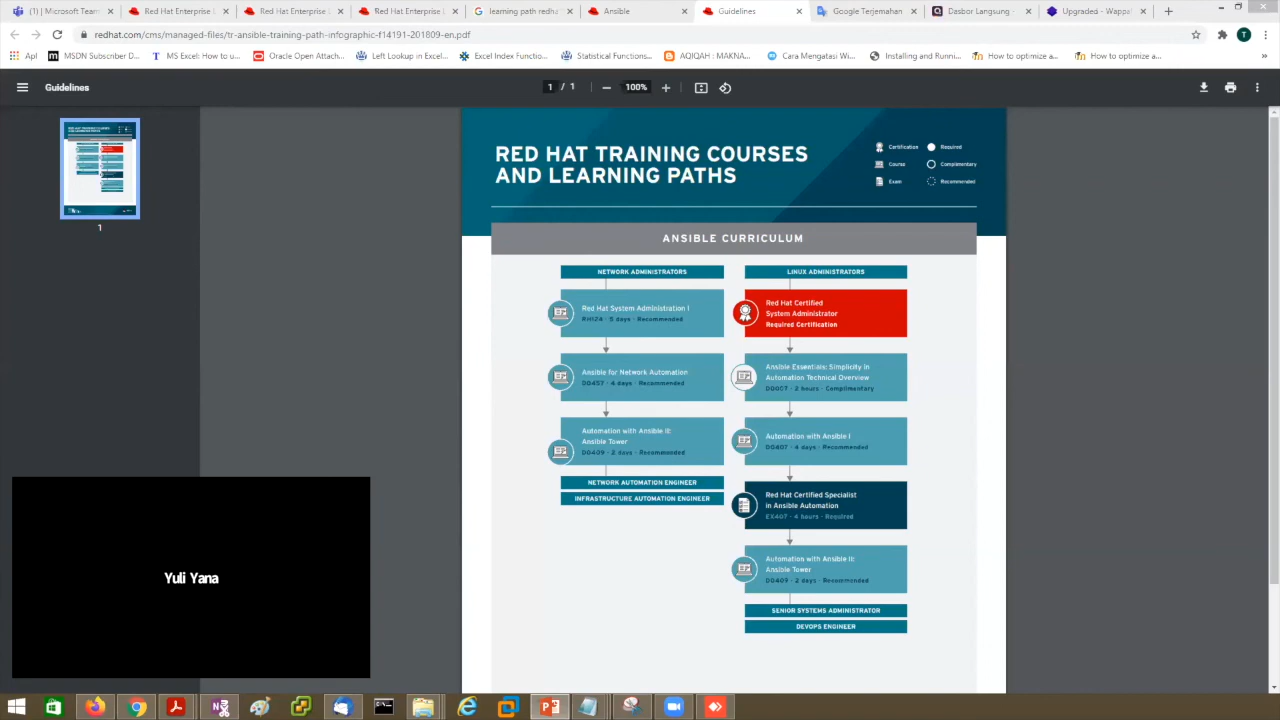 Microsoft Team
Red Hat Enterprise
Red Hat Enterprise
Red Hat Enterprise
learning path redha
Ansible
Guidelines
Google Terjemahan
Dasbor Langsung -
Upgraded - Wappal
redhat.com/cms/managed-files/tr-ansible-training-path-infographic-f14191-201809-en.pdf
T
Apl
MSDN Subscriber D...
MS Excel: How to u...
Oracle Open Attach...
Left Lookup in Excel...
Excel Index Functio...
Statistical Functions...
AQIQAH : MAKNA...
Cara Mengatasi Wi...
Installing and Runni...
How to optimize a...
How to optimize a...
Guidelines
1 / 1
100%
RED HAT TRAINING COURSES
AND LEARNING PATHS
Certification
Required
Course
Complimentary
Exam
Recommended
ANSIBLE CURRICULUM
NETWORK ADMINISTRATORS
Red Hat System Administration I
RH124 · 5 days · Recommended
Ansible for Network Automation
DO457 · 4 days · Recommended
Automation with Ansible II:
Ansible Tower
DO409 · 2 days · Recommended
NETWORK AUTOMATION ENGINEER
INFRASTRUCTURE AUTOMATION ENGINEER
LINUX ADMINISTRATORS
Red Hat Certified
System Administrator
Required Certification
Ansible Essentials: Simplicity in
Automation Technical Overview
DO007 · 2 hours · Complimentary
Automation with Ansible I
DO407 · 4 days · Recommended
Red Hat Certified Specialist
in Ansible Automation
EX407 · 4 hours · Required
Automation with Ansible II:
Ansible Tower
DO409 · 2 days · Recommended
SENIOR SYSTEMS ADMINISTRATOR
DEVOPS ENGINEER
1
Yuli Yana